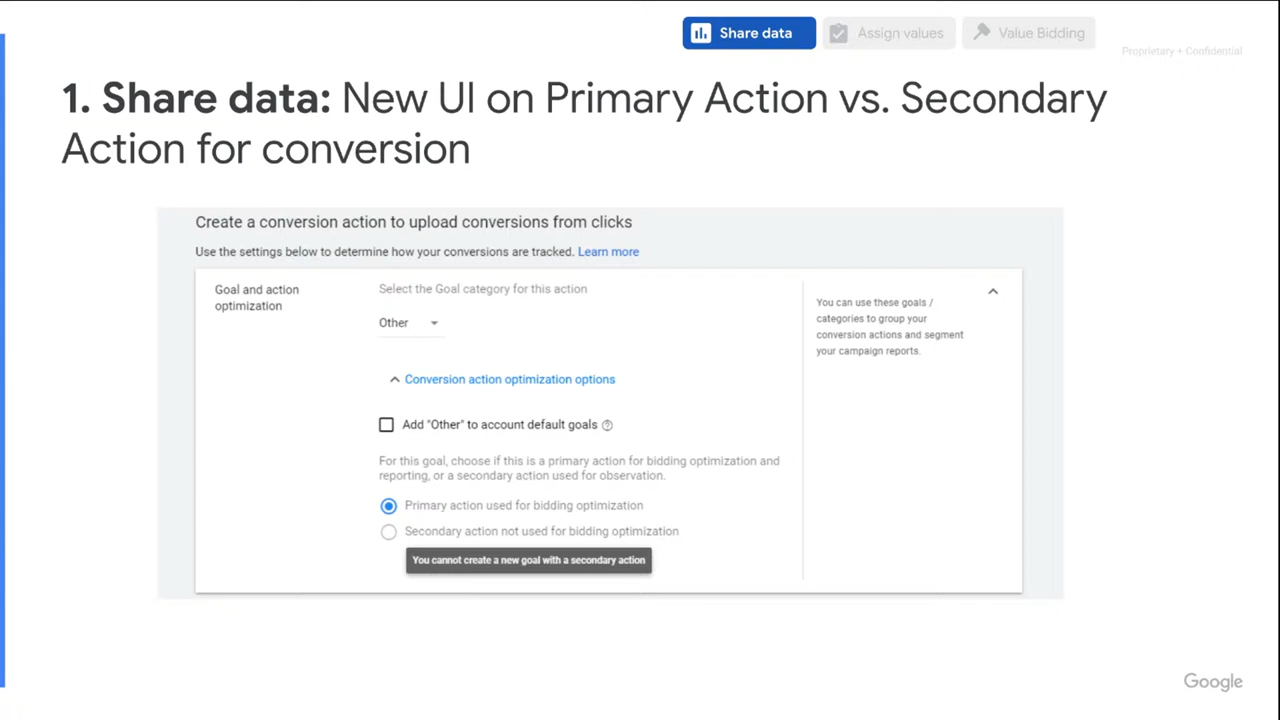 Share data
Assign values
Value Bidding
Proprietary + Confidential
1. Share data: New UI on Primary Action vs. Secondary
Action for conversion
Create a conversion action to upload conversions from clicks
Use the settings below to determine how your conversions are tracked. Learn more
Goal and action
optimization
Select the Goal category for this action
Other
Conversion action optimization options
Add "Other" to account default goals
For this goal, choose if this is a primary action for bidding optimization and
reporting, or a secondary action used for observation.
Primary action used for bidding optimization
Secondary action not used for bidding optimization
You cannot create a new goal with a secondary action
You can use these goals /
categories to group your
conversion actions and segment
your campaign reports.
Google